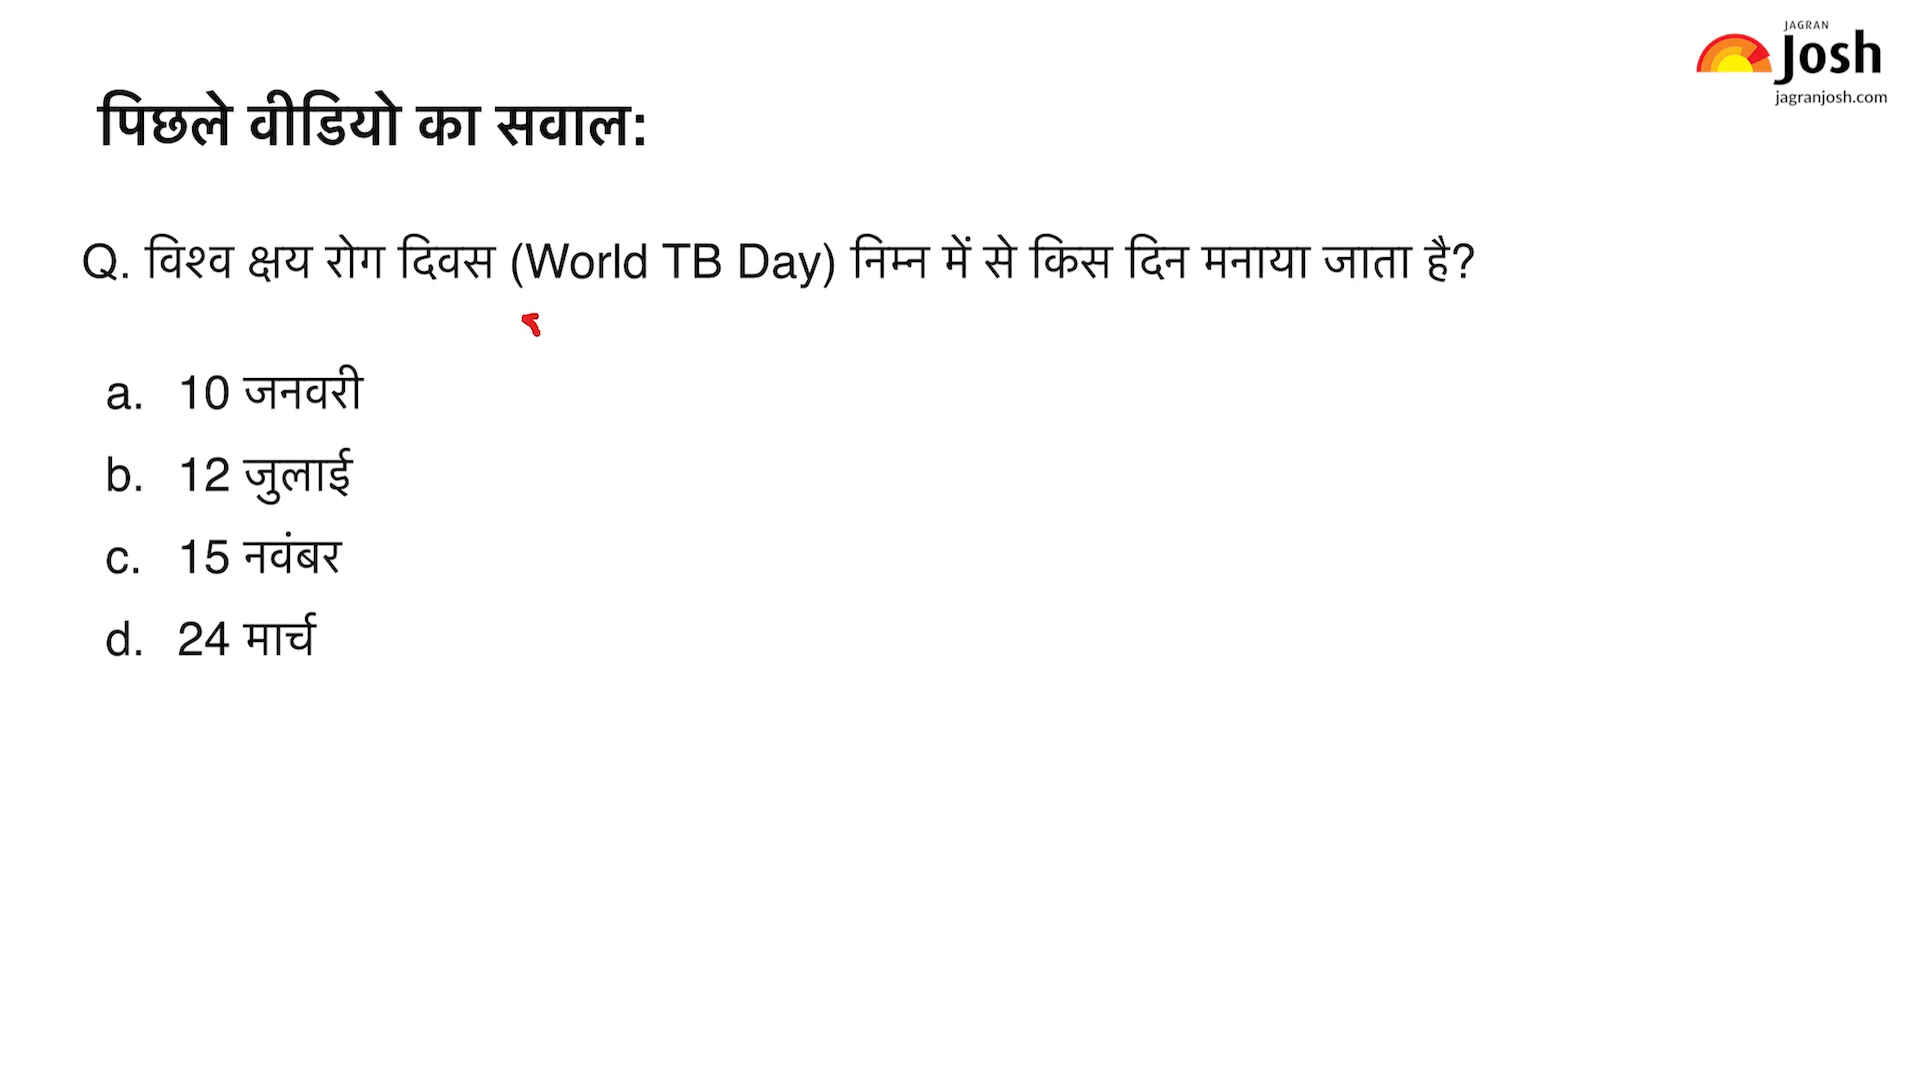 JAGRAN
Josh
jagranjosh.com
पिछले वीडियो का सवाल:
Q. विश्व क्षय रोग दिवस (World TB Day) निम्न में से किस दिन मनाया जाता है?
a. 10 जनवरी
b. 12 जुलाई
c. 15 नवंबर
d. 24 मार्च